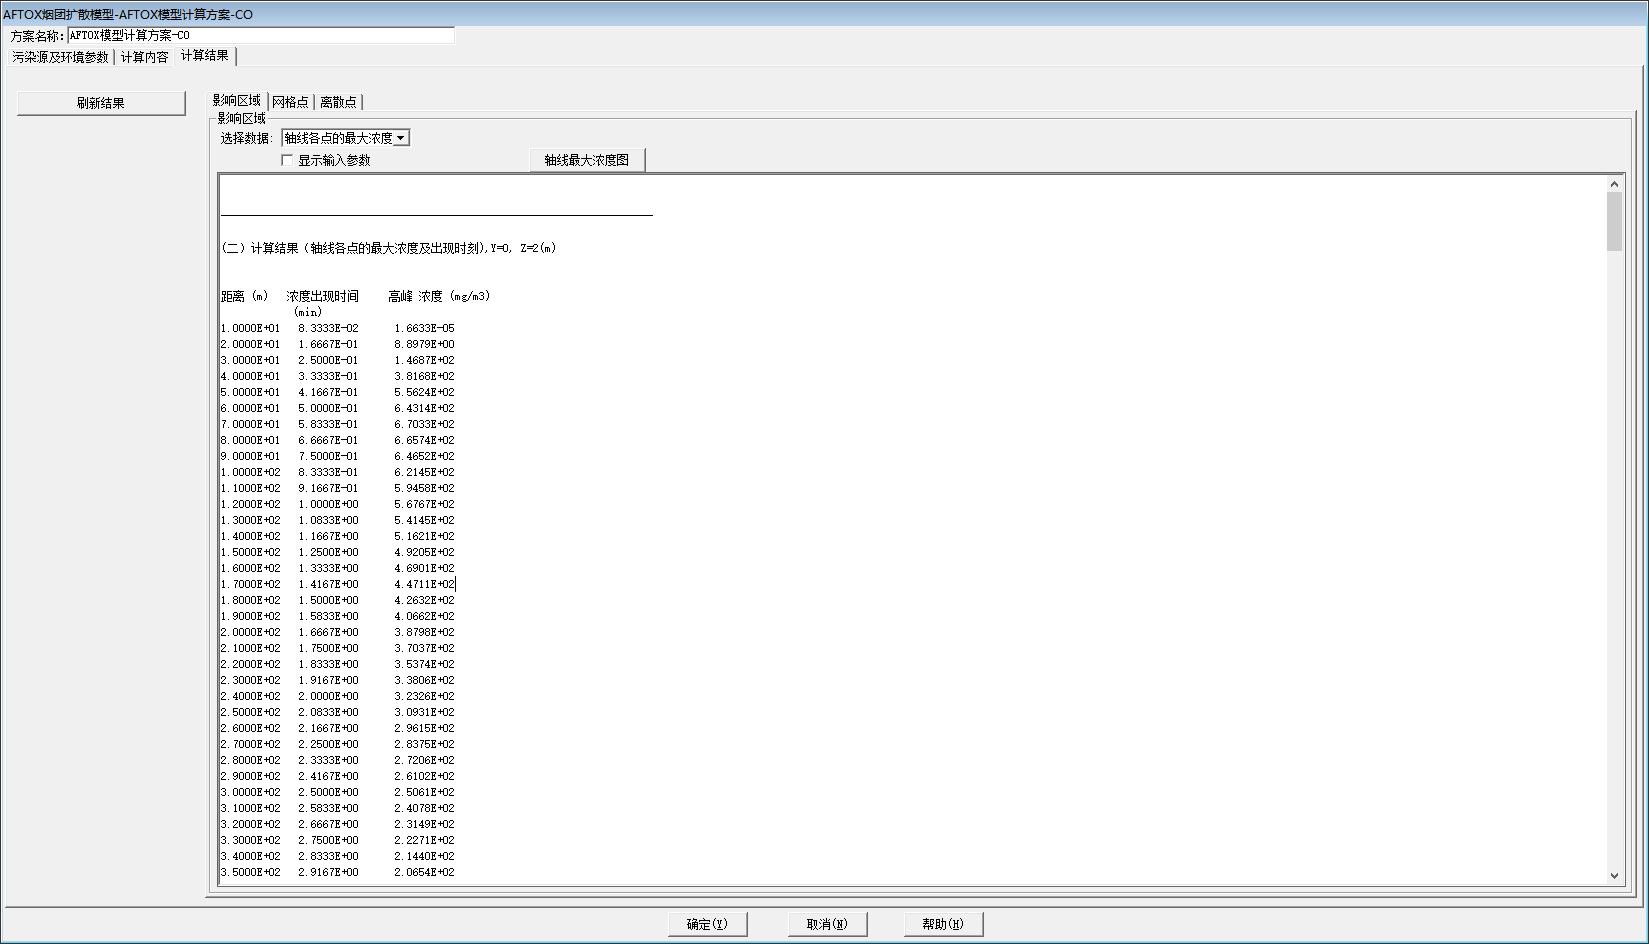 AFTOX烟团扩散模型-AFTOX模型计算方案-CO
方案名称: AFTOX模型计算方案-CO
污染源及环境参数 计算内容 计算结果
刷新结果
影响区域 网格点 离散点
影响区域
选择数据: 轴线各点的最大浓度
显示输入参数 轴线最大浓度图
(二) 计算结果 (轴线各点的最大浓度及出现时刻),Y=0, Z=2(m)
距离 (m) 浓度出现时间 高峰 浓度 (mg/m3)
(min)
1.0000E+01 8.3333E-02 1.6633E-05
2.0000E+01 1.6667E-01 8.8979E+00
3.0000E+01 2.5000E-01 1.4687E+02
4.0000E+01 3.3333E-01 3.8168E+02
5.0000E+01 4.1667E-01 5.5624E+02
6.0000E+01 5.0000E-01 6.4314E+02
7.0000E+01 5.8333E-01 6.7033E+02
8.0000E+01 6.6667E-01 6.6574E+02
9.0000E+01 7.5000E-01 6.4652E+02
1.0000E+02 8.3333E-01 6.2145E+02
1.1000E+02 9.1667E-01 5.9458E+02
1.2000E+02 1.0000E+00 5.6767E+02
1.3000E+02 1.0833E+00 5.4145E+02
1.4000E+02 1.1667E+00 5.1621E+02
1.5000E+02 1.2500E+00 4.9205E+02
1.6000E+02 1.3333E+00 4.6901E+02
1.7000E+02 1.4167E+00 4.4711E+02
1.8000E+02 1.5000E+00 4.2632E+02
1.9000E+02 1.5833E+00 4.0662E+02
2.0000E+02 1.6667E+00 3.8798E+02
2.1000E+02 1.7500E+00 3.7037E+02
2.2000E+02 1.8333E+00 3.5374E+02
2.3000E+02 1.9167E+00 3.3806E+02
2.4000E+02 2.0000E+00 3.2326E+02
2.5000E+02 2.0833E+00 3.0931E+02
2.6000E+02 2.1667E+00 2.9615E+02
2.7000E+02 2.2500E+00 2.8375E+02
2.8000E+02 2.3333E+00 2.7206E+02
2.9000E+02 2.4167E+00 2.6102E+02
3.0000E+02 2.5000E+00 2.5061E+02
3.1000E+02 2.5833E+00 2.4078E+02
3.2000E+02 2.6667E+00 2.3149E+02
3.3000E+02 2.7500E+00 2.2271E+02
3.4000E+02 2.8333E+00 2.1440E+02
3.5000E+02 2.9167E+00 2.0654E+02
确定(Y) 取消(N) 帮助(H)